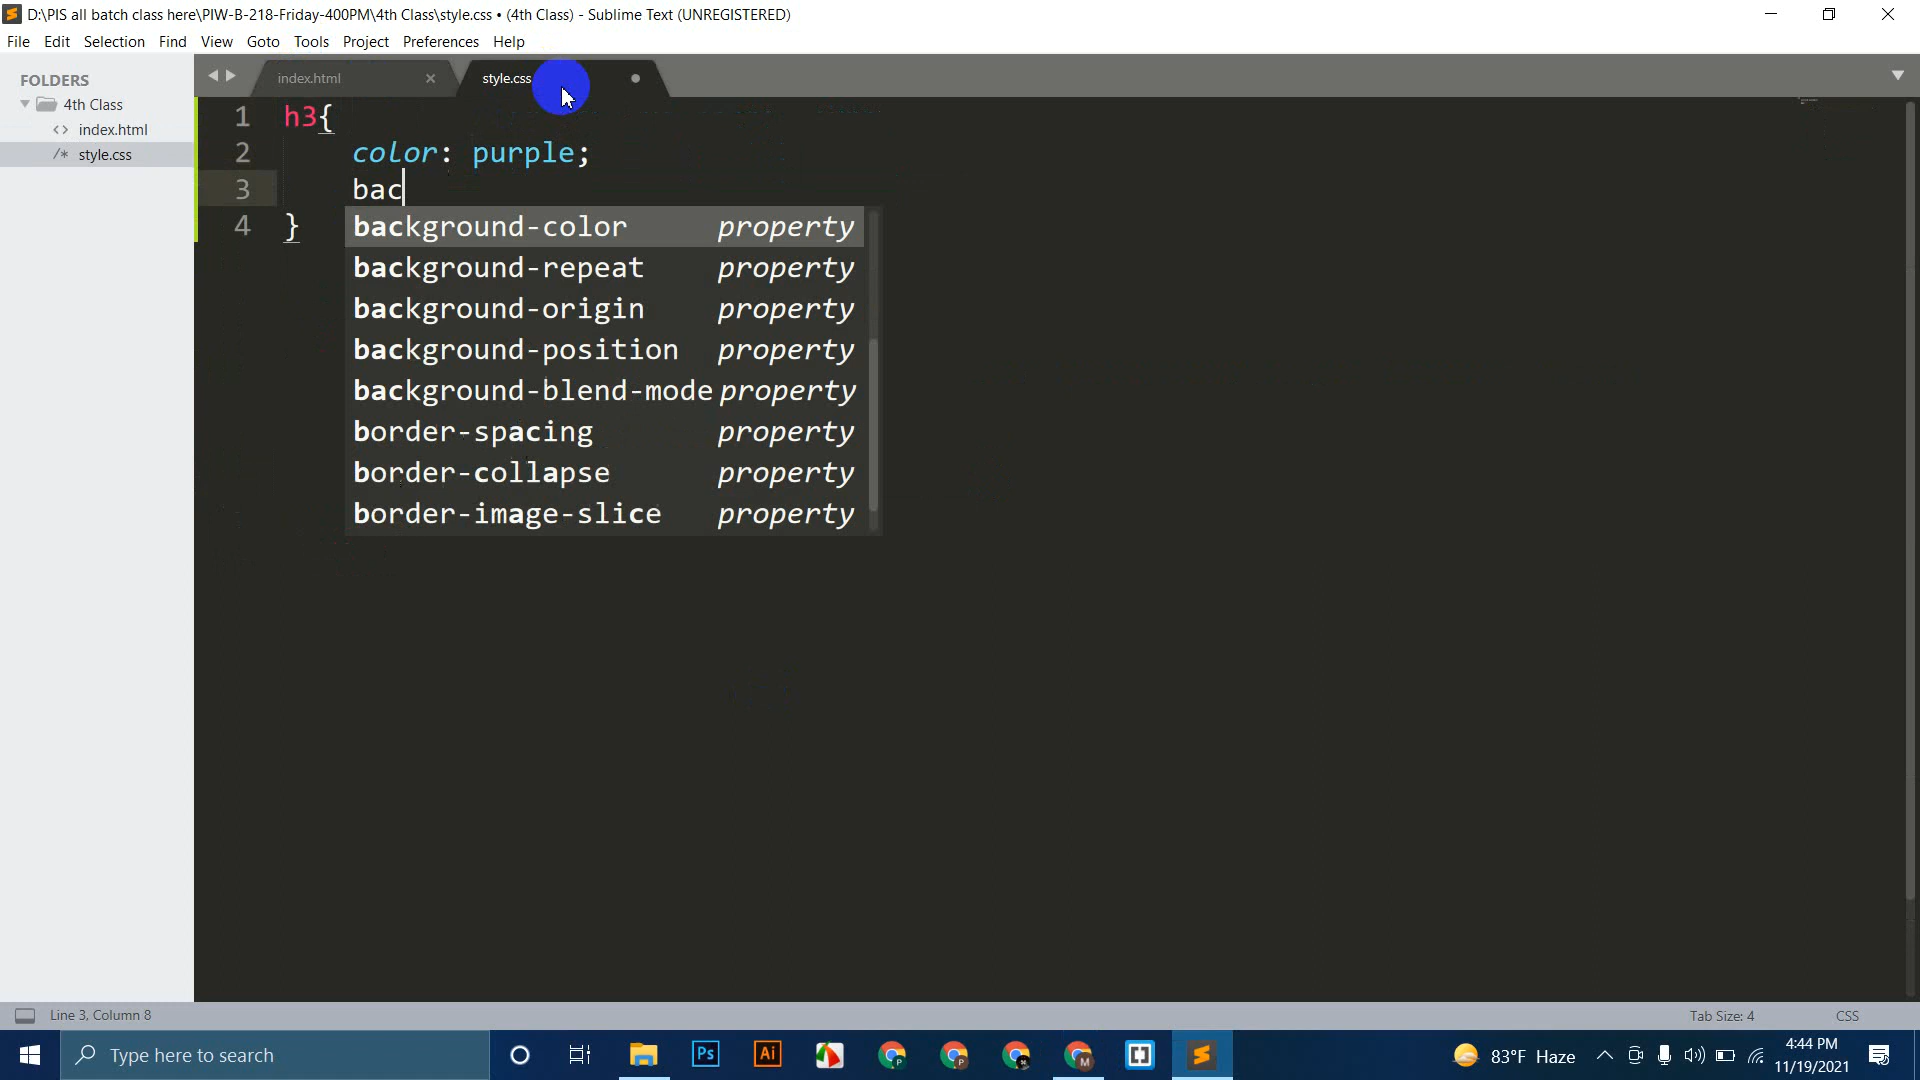 D:\PIS all batch class here\PIW-B-218-Friday-400PM\4th Class\style.css • (4th Class) - Sublime Text (UNREGISTERED)
File Edit Selection Find View Goto Tools Project Preferences Help
FOLDERS
4th Class
<> index.html
/* style.css
index.html
style.css
1 h3{
2 color: purple;
3 bac
4 }
background-color property
background-repeat property
background-origin property
background-position property
background-blend-mode property
border-spacing property
border-collapse property
border-image-slice property
Line 3, Column 8
Tab Size: 4
CSS
Type here to search
Ps
Ai
P
P
M
83°F Haze
4:44 PM
11/19/2021